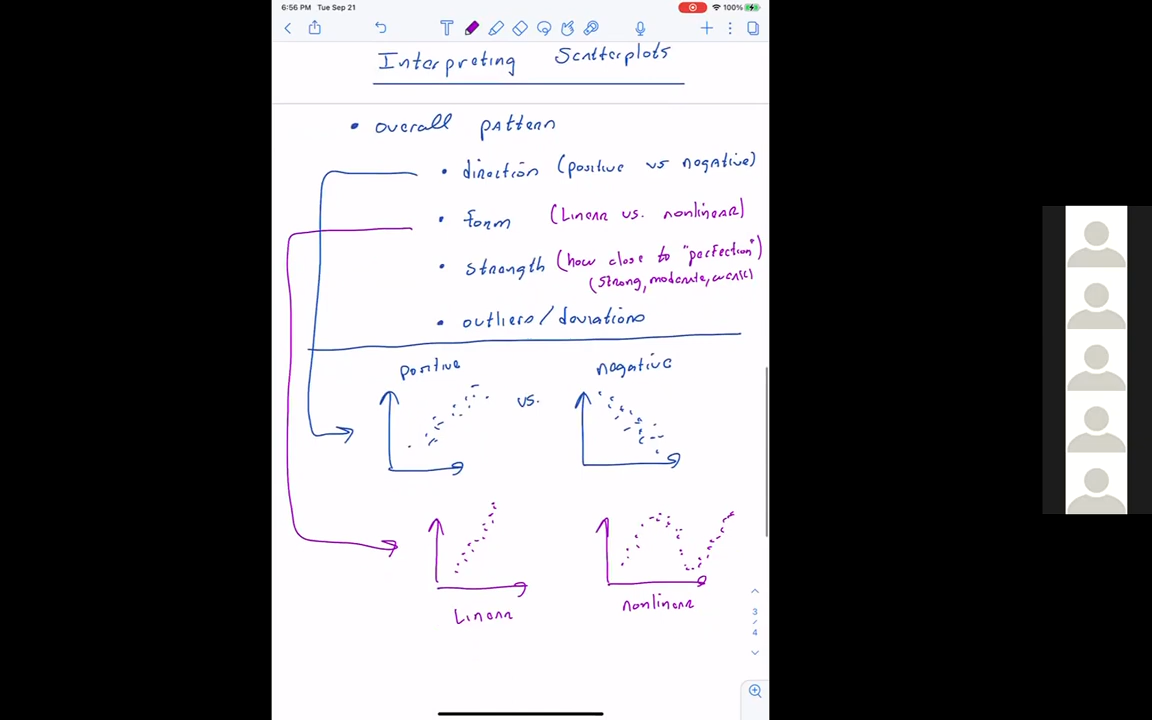 6:56 PM Tue Sep 21
100%
T
Interpreting Scatterplots
• overall pattern
• direction (positive vs negative)
• form (Linear vs. nonlinear)
• strength (how close to "perfection")
(strong, moderate, weak)
• outliers/deviations
positive vs. negative
Linear nonlinear
3
/
4